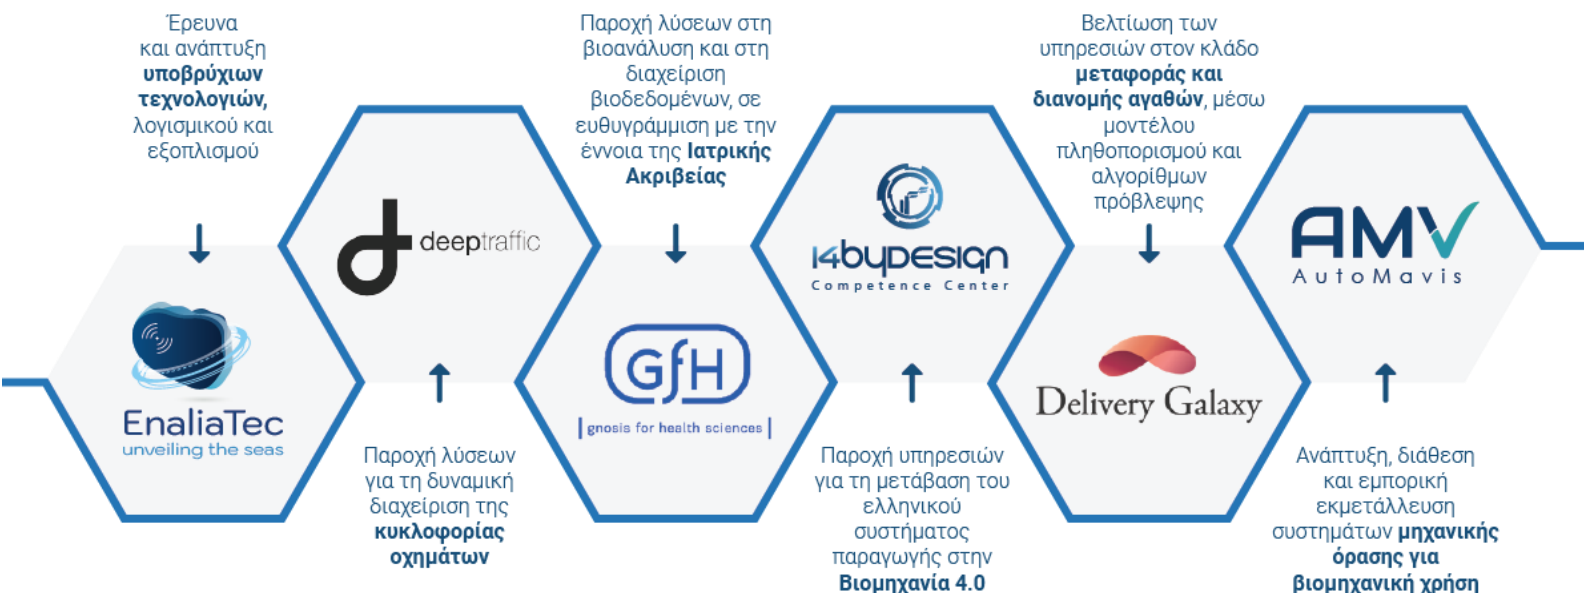 Έρευνα
και ανάπτυξη
υποβρύχιων
τεχνολογιών,
λογισμικού και
εξοπλισμού
EnaliaTec
unveiling the seas
deeptraffic
Παροχή λύσεων
για τη δυναμική
διαχείριση της
κυκλοφορίας
οχημάτων
Παροχή λύσεων στη
βιοανάλυση και στη
διαχείριση
βιοδεδομένων, σε
ευθυγράμμιση με την
έννοια της Ιατρικής
Ακριβείας
GfH
| gnosis for health sciences |
I4byDESIGN
Competence Center
Παροχή υπηρεσιών
για τη μετάβαση του
ελληνικού
συστήματος
παραγωγής στην
Βιομηχανία 4.0
Βελτίωση των
υπηρεσιών στον κλάδο
μεταφοράς και
διανομής αγαθών, μέσω
μοντέλου
πληθοπορισμού και
αλγορίθμων
πρόβλεψης
Delivery Galaxy
AMV
AutoMavis
Ανάπτυξη, διάθεση
και εμπορική
εκμετάλλευση
συστημάτων μηχανικής
όρασης για
βιομηχανική χρήση